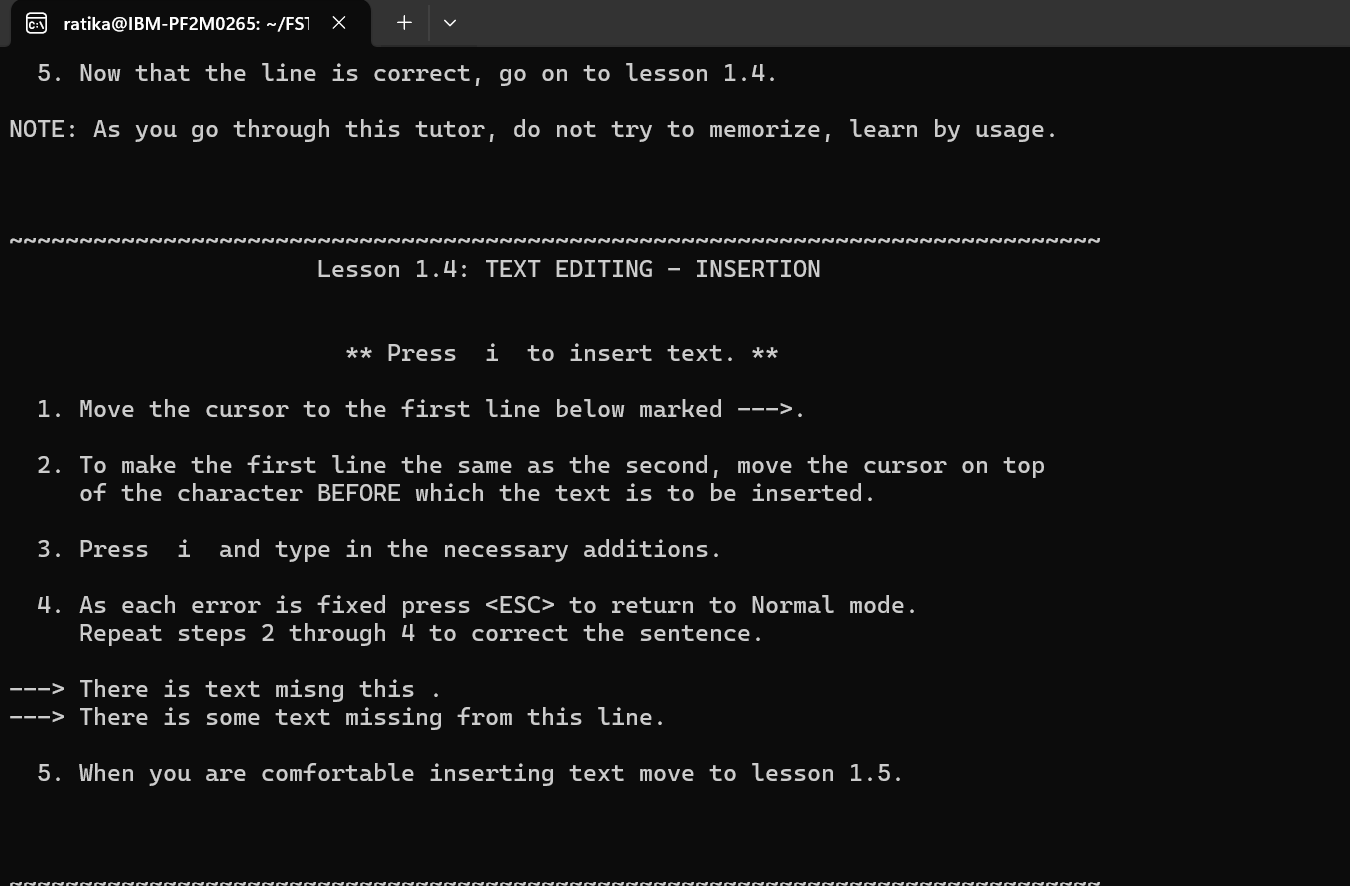 ratika@IBM-PF2M0265: ~/FST
5. Now that the line is correct, go on to lesson 1.4.
NOTE: As you go through this tutor, do not try to memorize, learn by usage.
~~~~~~~~~~~~~~~~~~~~~~~~~~~~~~~~~~~~~~~~~~~~~~~~~~~~~~~~~~~~~~~~~~~~~~~~~~~~~~
Lesson 1.4: TEXT EDITING - INSERTION
** Press  i  to insert text. **
1. Move the cursor to the first line below marked --->.
2. To make the first line the same as the second, move the cursor on top
of the character BEFORE which the text is to be inserted.
3. Press  i  and type in the necessary additions.
4. As each error is fixed press <ESC> to return to Normal mode.
Repeat steps 2 through 4 to correct the sentence.
---> There is text misng this .
---> There is some text missing from this line.
5. When you are comfortable inserting text move to lesson 1.5.
~~~~~~~~~~~~~~~~~~~~~~~~~~~~~~~~~~~~~~~~~~~~~~~~~~~~~~~~~~~~~~~~~~~~~~~~~~~~~~